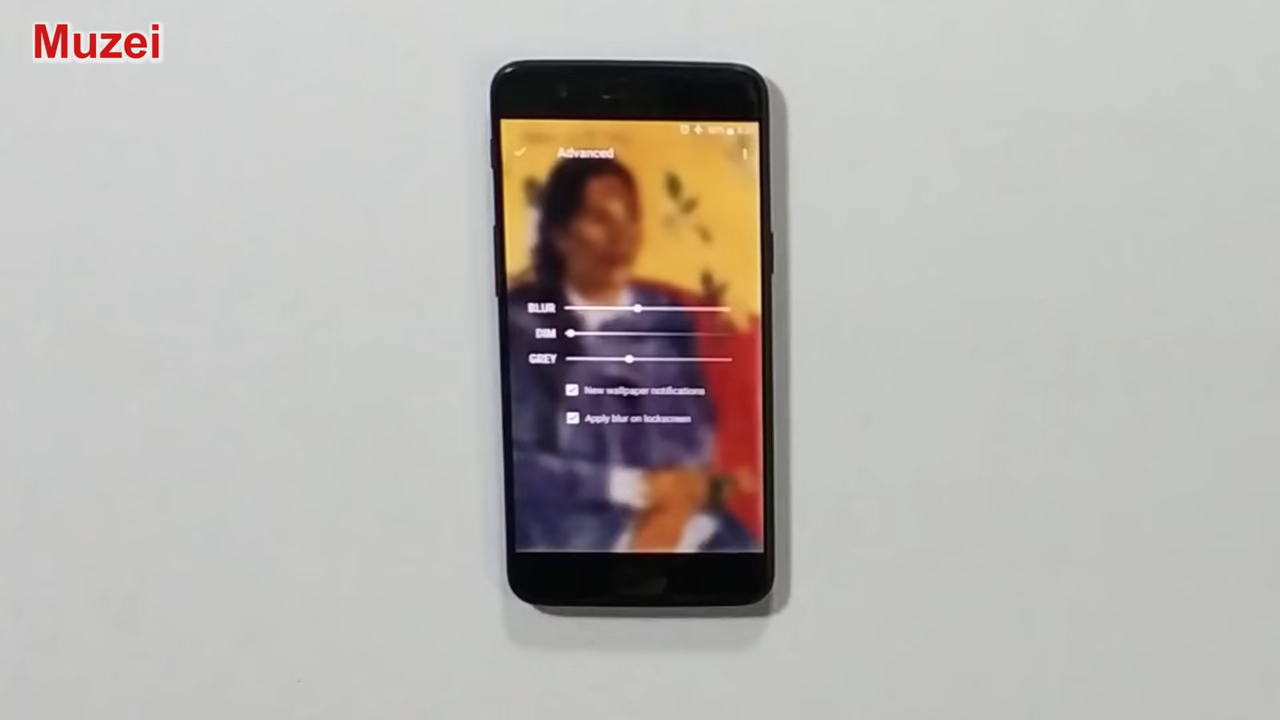 Muzei
Advanced
BLUR
DIM
GREY
New wallpaper notifications
Apply blur on lockscreen